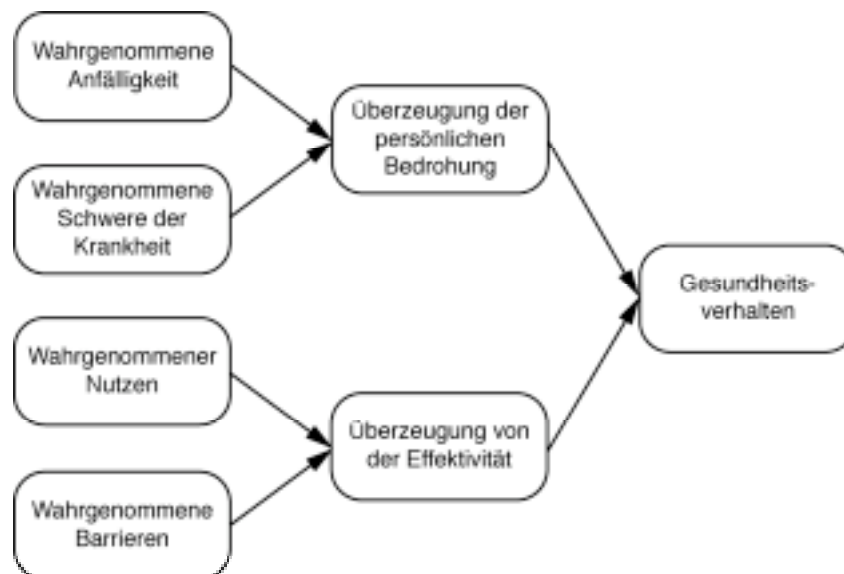 Wahrgenommene
Anfälligkeit
Wahrgenommene
Schwere der
Krankheit
Wahrgenommener
Nutzen
Wahrgenommene
Barrieren
Überzeugung der
persönlichen
Bedrohung
Überzeugung von
der Effektivität
Gesundheits-
verhalten